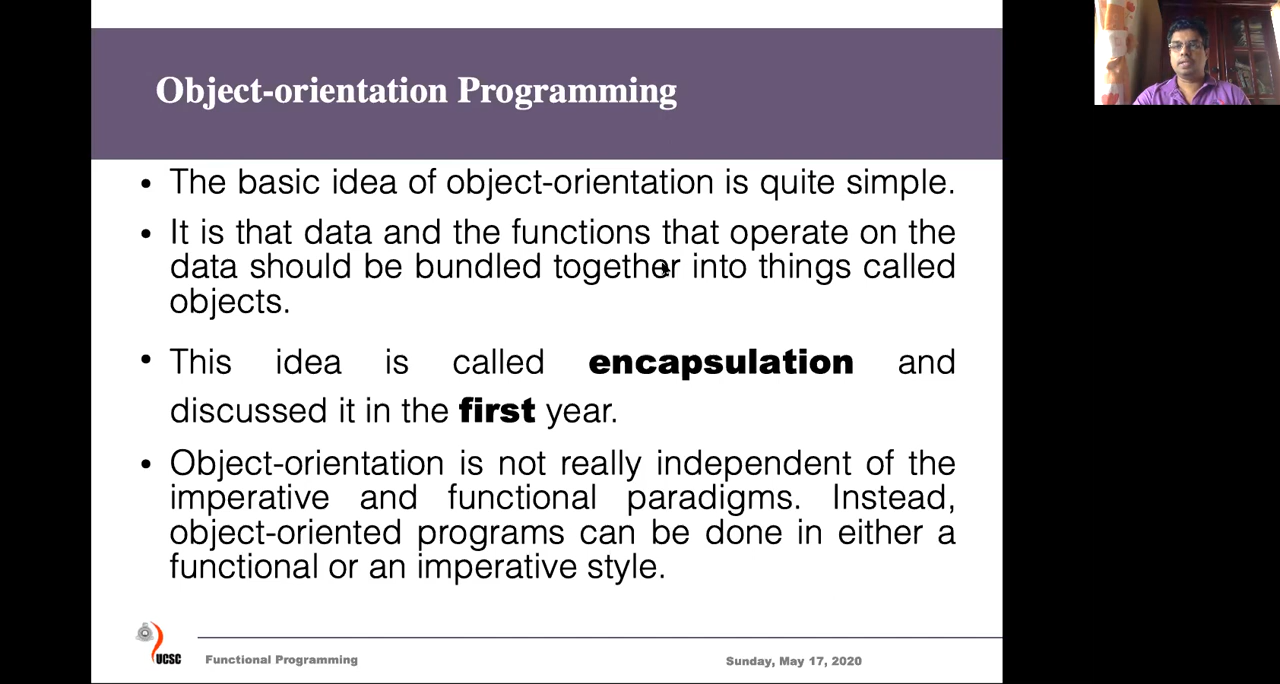 Object-orientation Programming
• The basic idea of object-orientation is quite simple.
• It is that data and the functions that operate on the
data should be bundled together into things called
objects.
• This idea is called encapsulation and
discussed it in the first year.
• Object-orientation is not really independent of the
imperative and functional paradigms. Instead,
object-oriented programs can be done in either a
functional or an imperative style.
UCSC
Functional Programming
Sunday, May 17, 2020